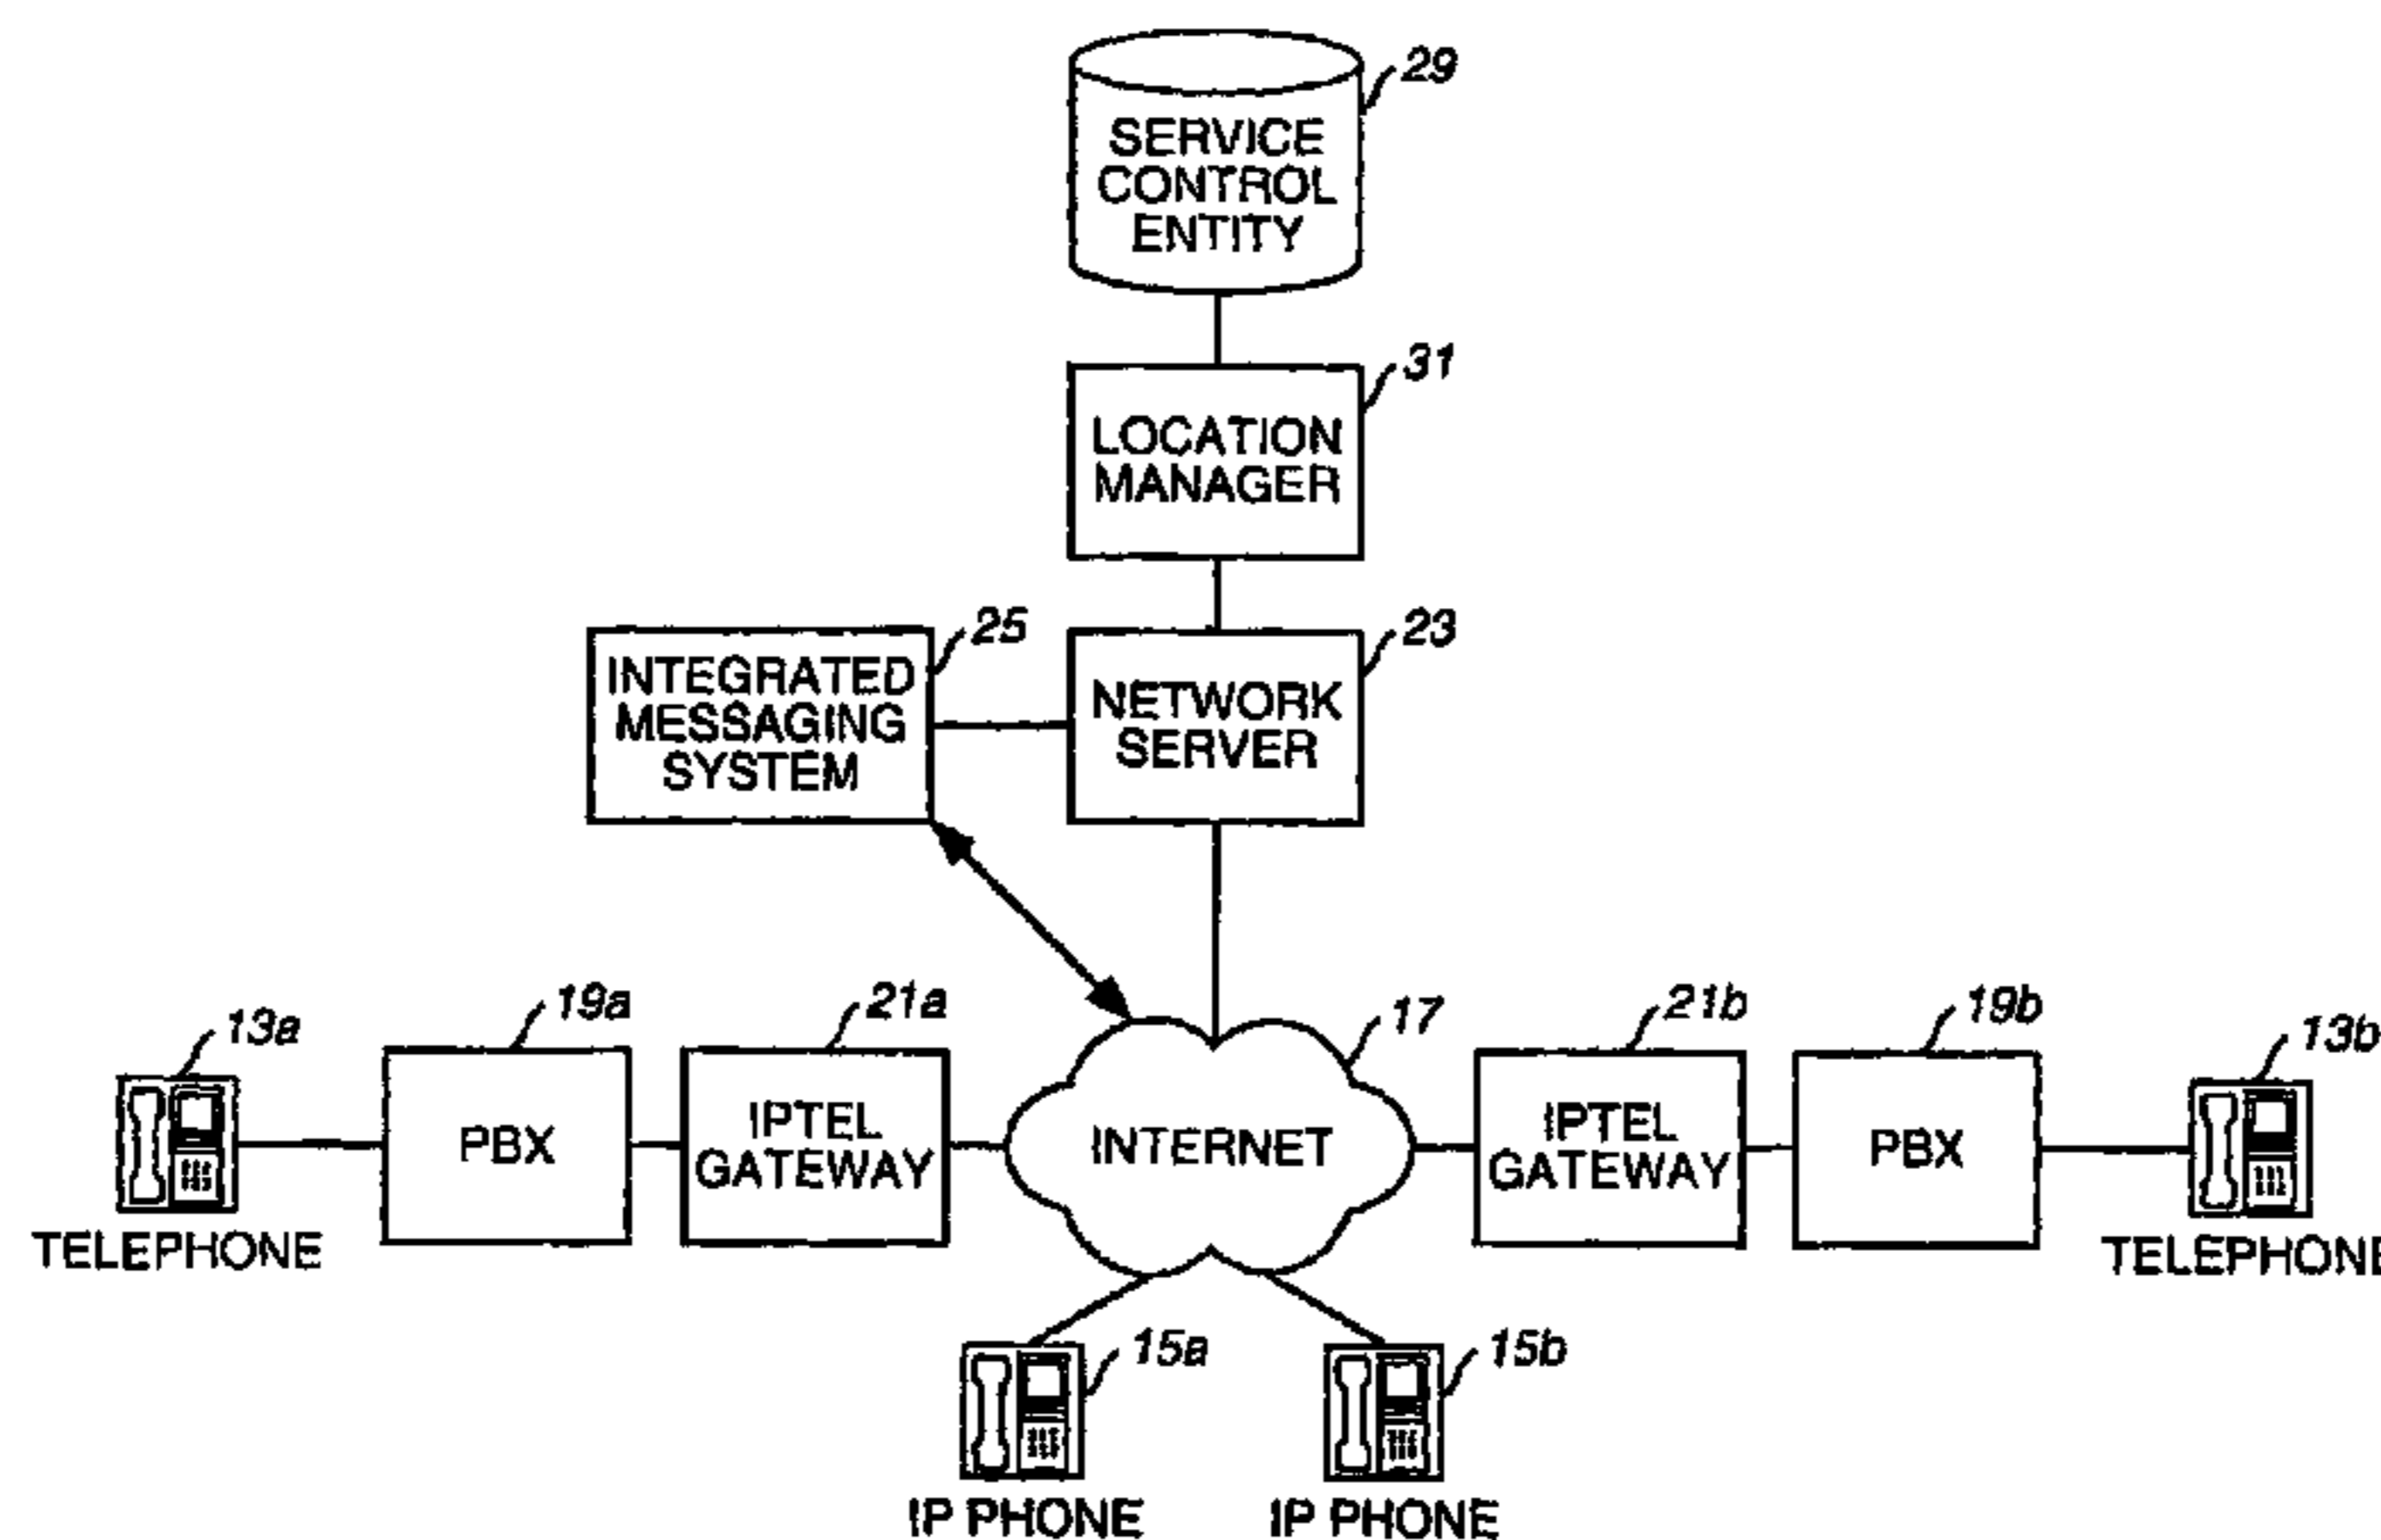 29
SERVICE
CONTROL
ENTITY
31
LOCATION
MANAGER
25
23
INTEGRATED
MESSAGING
SYSTEM
NETWORK
SERVER
13a
19a
21a
17
21b
19b
13b
PBX
IPTEL
GATEWAY
INTERNET
IPTEL
GATEWAY
PBX
TELEPHONE
TELEPHONE
15a
15b
IP PHONE
IP PHONE